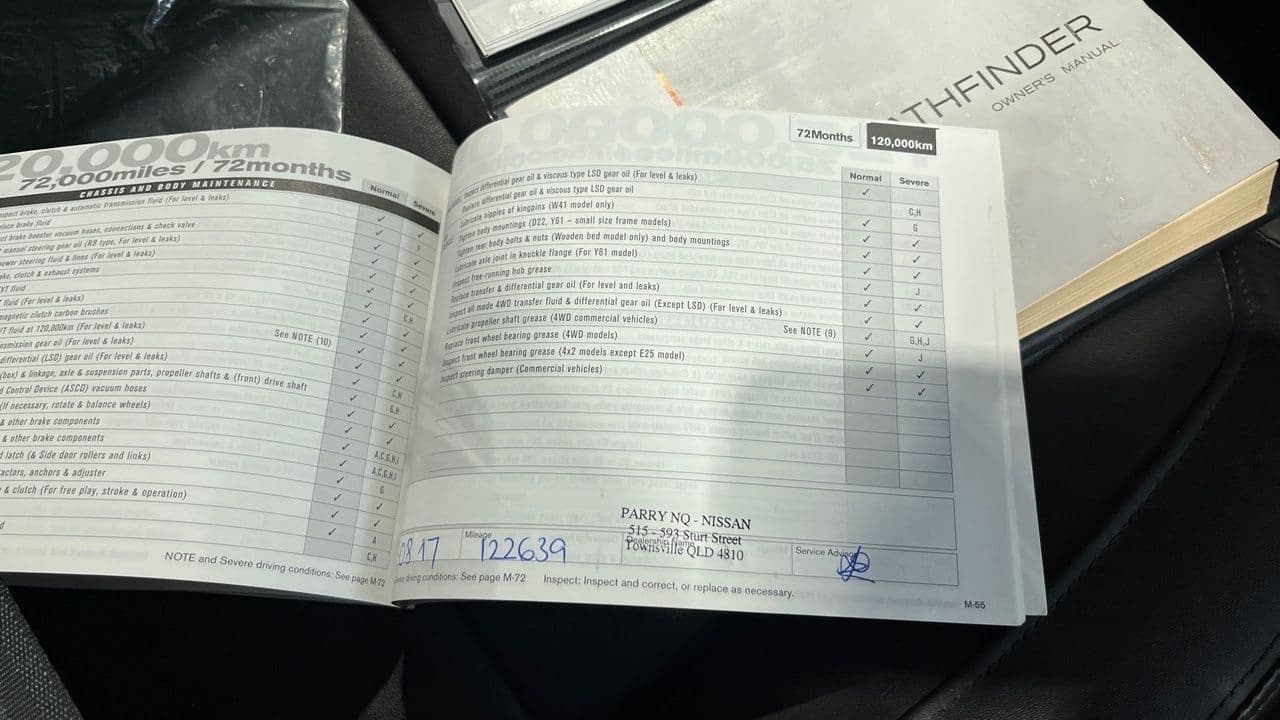 THFINDER
OWNER'S MANUAL
20,000km
72,000miles / 72months
CHASSIS AND BODY MAINTENANCE
Normal
Severe
brake, clutch & automatic transmission fluid (For level & leaks)
brake fluid
brake booster vacuum hoses, connections & check valve
manual steering gear oil (RB type, For level & leaks)
steering fluid & lines (For level & leaks)
clutch & exhaust systems
fluid
fluid (For level & leaks)
magnetic clutch carbon brushes
fluid at 120,000km (For level & leaks)
gear oil (For level & leaks) See NOTE (10)
differential (LSD) gear oil (For level & leaks)
(box) & linkage, axle & suspension parts, propeller shafts & (front) drive shaft
Control Device (ASCD) vacuum hoses
(If necessary, rotate & balance wheels)
& other brake components
& other brake components
latch (& Side door rollers and links)
anchors & adjuster
& clutch (For free play, stroke & operation)
C,H
C,H
G,H
A,C,G,H,J
A,C,G,H,J
G
A
C,H
NOTE and Severe driving conditions: See page M-72
72Months
120,000km
Normal
Severe
Inspect differential gear oil & viscous type LSD gear oil (For level & leaks) ✓
Replace differential gear oil & viscous type LSD gear oil C,H
Lubricate nipples of kingpins (W41 model only) ✓ G
Tighten body mountings (D22, Y61 – small size frame models) ✓ ✓
Tighten rear body bolts & nuts (Wooden bed model only) and body mountings ✓ ✓
Lubricate axle joint in knuckle flange (For Y61 model) ✓ ✓
Inspect free-running hub grease ✓ J
Replace transfer & differential gear oil (For level and leaks) ✓ ✓
Inspect all mode 4WD transfer fluid & differential gear oil (Except LSD) (For level & leaks) ✓ ✓
Lubricate propeller shaft grease (4WD commercial vehicles) See NOTE (9) ✓ G,H,J
Replace front wheel bearing grease (4WD models) ✓ J
Inspect front wheel bearing grease (4x2 models except E25 model) ✓ ✓
Inspect steering damper (Commercial vehicles) ✓ ✓
PARRY NQ - NISSAN
515 - 593 Sturt Street
Townsville QLD 4810
0817
Mileage
122639
Dealership Name
Service Advisor
driving conditions: See page M-72 Inspect: Inspect and correct, or replace as necessary.
M-55